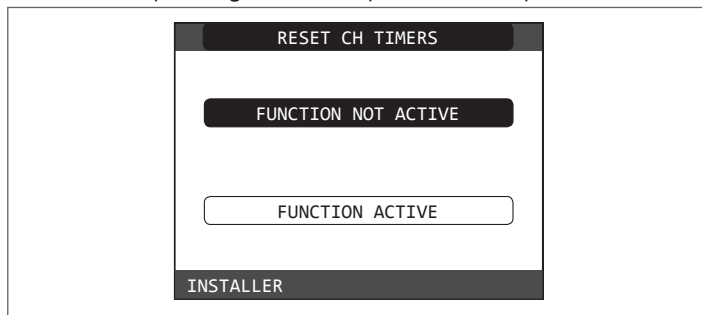 RESET CH TIMERS
FUNCTION NOT ACTIVE
FUNCTION ACTIVE
INSTALLER